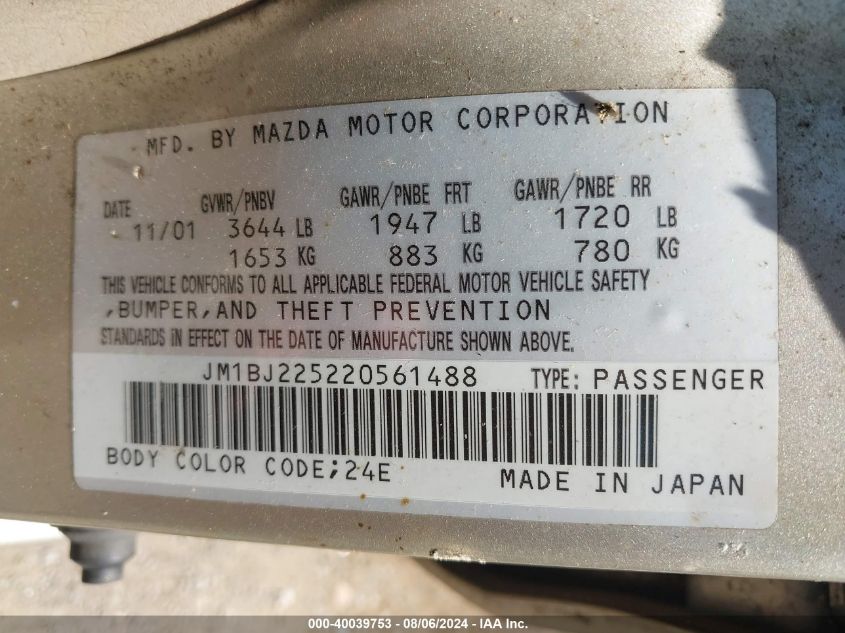 MFD. BY MAZDA MOTOR CORPORATION
DATE GVWR/PNBV GAWR/PNBE FRT GAWR/PNBE RR
11/01 3644 LB 1947 LB 1720 LB
1653 KG 883 KG 780 KG
THIS VEHICLE CONFORMS TO ALL APPLICABLE FEDERAL MOTOR VEHICLE SAFETY
,BUMPER,AND THEFT PREVENTION
STANDARDS IN EFFECT ON THE DATE OF MANUFACTURE SHOWN ABOVE.
JM1BJ225220561488 TYPE: PASSENGER
BODY COLOR CODE;24E MADE IN JAPAN
000-40039753 - 08/06/2024 - IAA Inc.